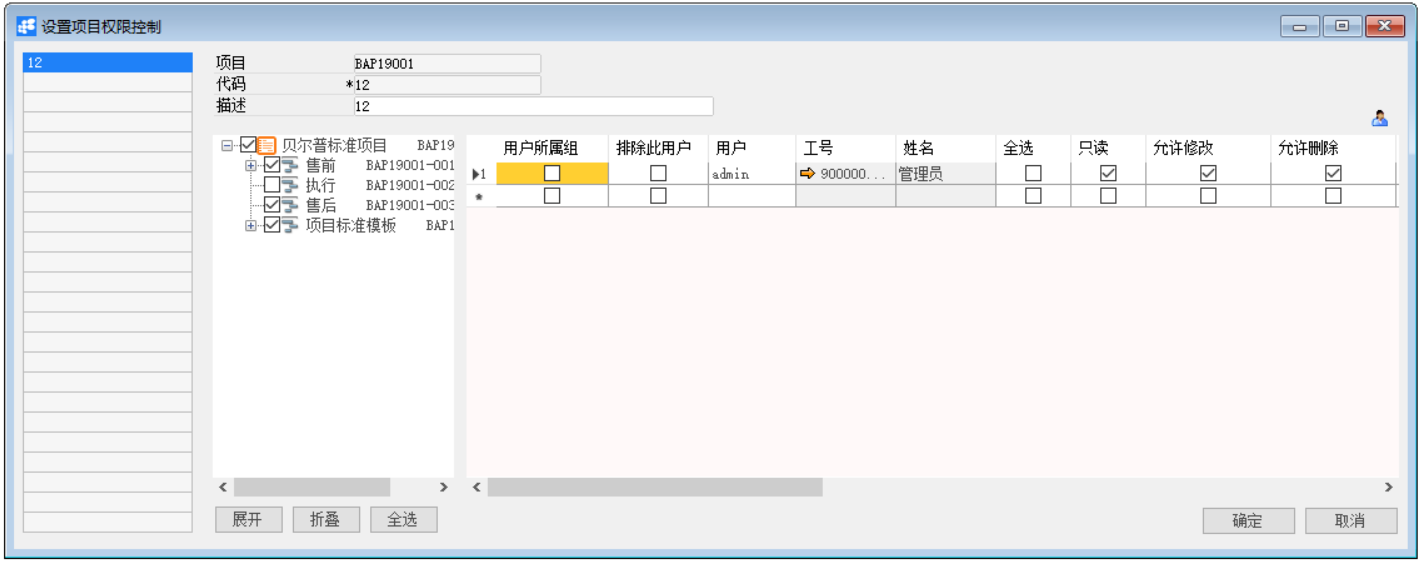 设置项目权限控制
12
项目 BAP19001
代码 *12
描述 12
贝尔普标准项目 BAP19
售前 BAP19001-001
执行 BAP19001-002
售后 BAP19001-003
项目标准模板 BAP1
用户所属组 排除此用户 用户 工号 姓名 全选 只读 允许修改 允许删除
1 admin 900000... 管理员
*
展开 折叠 全选 确定 取消